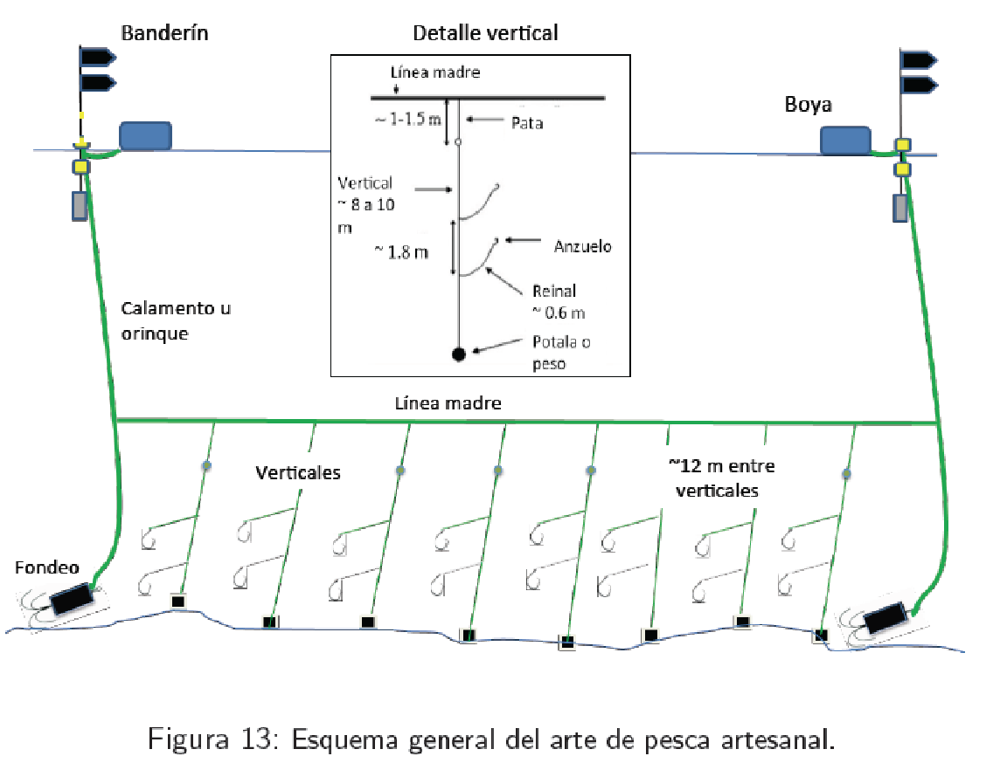 Banderín
Detalle vertical
Línea madre
~ 1-1.5 m
Pata
Boya
Vertical
~ 8 a 10
m
~ 1.8 m
Anzuelo
Reinal
~ 0.6 m
Potala o
peso
Calamento u
orinque
Línea madre
Verticales
~12 m entre
verticales
Fondeo
Figura 13: Esquema general del arte de pesca artesanal.